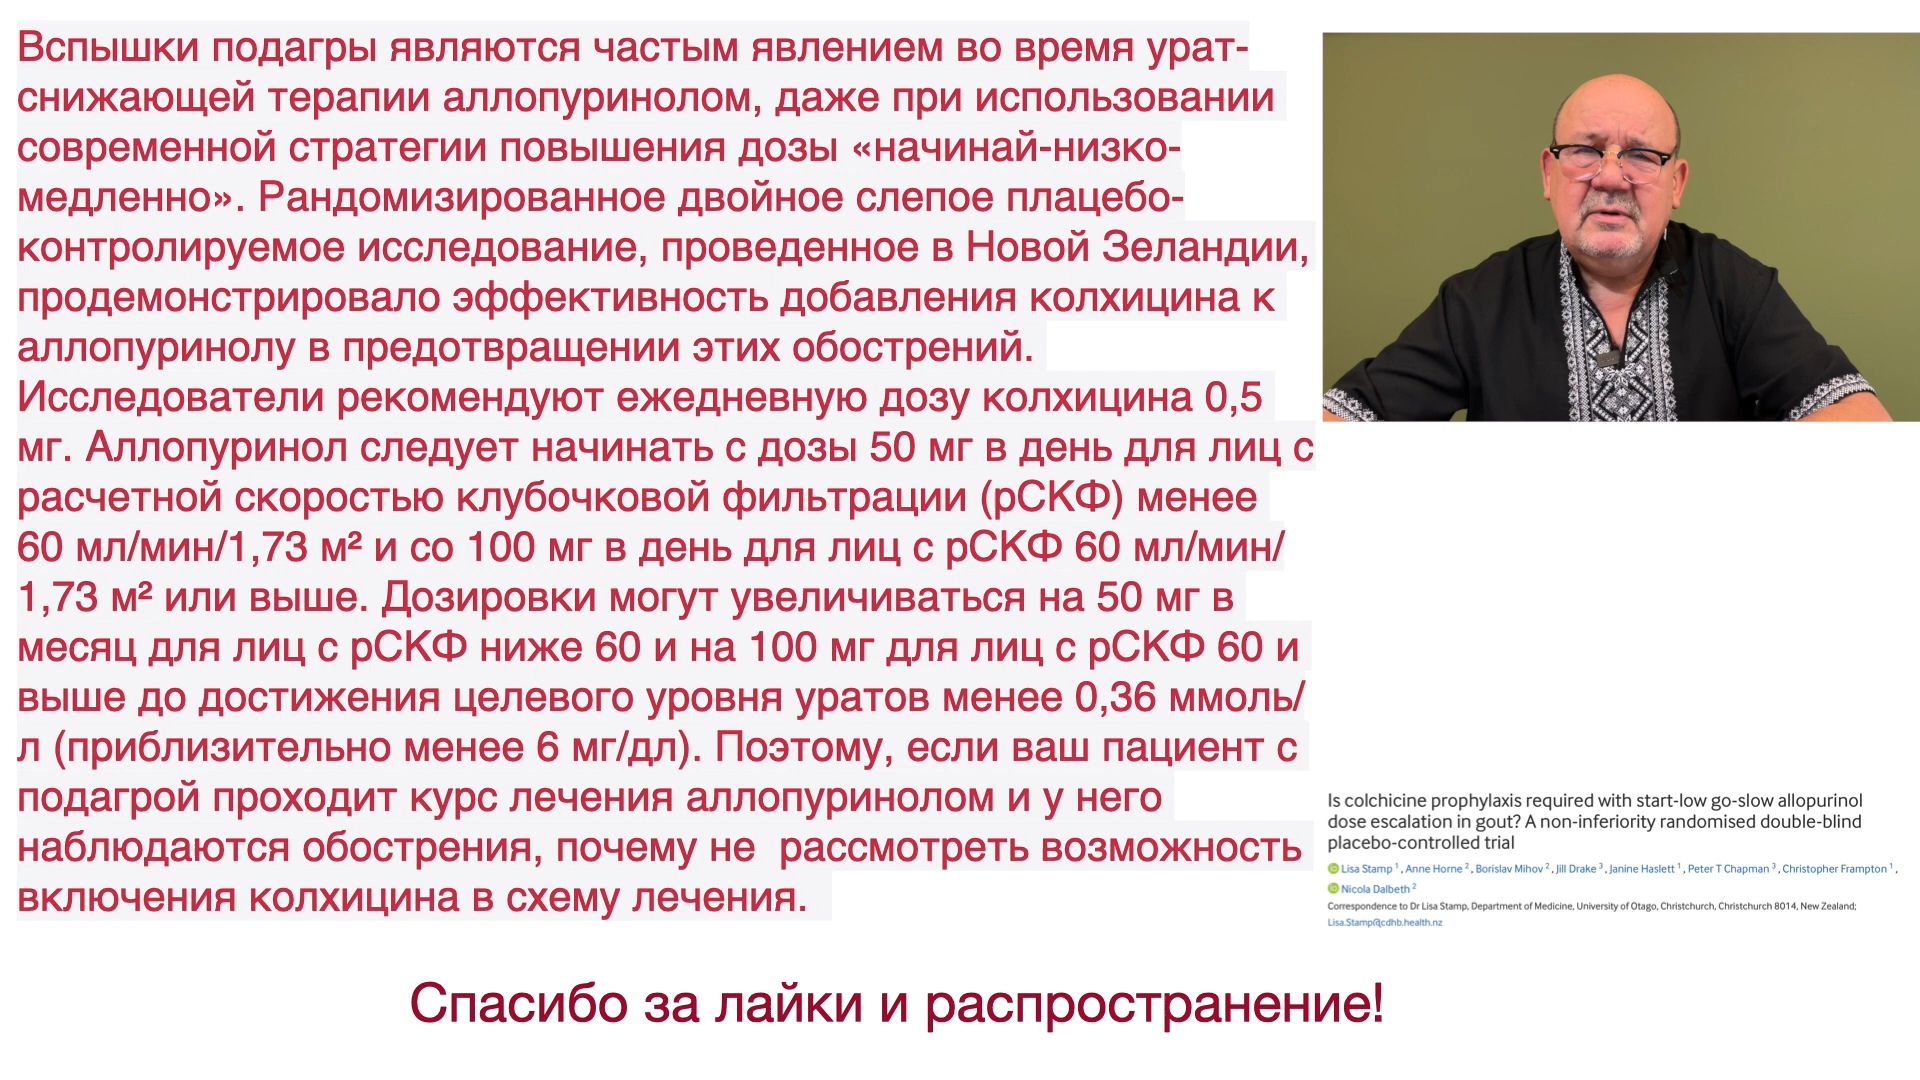 Вспышки подагры являются частым явлением во время урат-
снижающей терапии аллопуринолом, даже при использовании
современной стратегии повышения дозы «начинай-низко-
медленно». Рандомизированное двойное слепое плацебо-
контролируемое исследование, проведенное в Новой Зеландии,
продемонстрировало эффективность добавления колхицина к
аллопуринолу в предотвращении этих обострений.
Исследователи рекомендуют ежедневную дозу колхицина 0,5
мг. Аллопуринол следует начинать с дозы 50 мг в день для лиц с
расчетной скоростью клубочковой фильтрации (рСКФ) менее
60 мл/мин/1,73 м² и со 100 мг в день для лиц с рСКФ 60 мл/мин/
1,73 м² или выше. Дозировки могут увеличиваться на 50 мг в
месяц для лиц с рСКФ ниже 60 и на 100 мг для лиц с рСКФ 60 и
выше до достижения целевого уровня уратов менее 0,36 ммоль/
л (приблизительно менее 6 мг/дл). Поэтому, если ваш пациент с
подагрой проходит курс лечения аллопуринолом и у него
наблюдаются обострения, почему не  рассмотреть возможность
включения колхицина в схему лечения.
Is colchicine prophylaxis required with start-low go-slow allopurinol
dose escalation in gout? A non-inferiority randomised double-blind
placebo-controlled trial
Lisa Stamp 1, Anne Horne 2, Borislav Mihov 2, Jill Drake 3, Janine Haslett 1, Peter T Chapman 3, Christopher Frampton 1,
Nicola Dalbeth 2
Correspondence to Dr Lisa Stamp, Department of Medicine, University of Otago, Christchurch, Christchurch 8014, New Zealand;
Lisa.Stamp@cdhb.health.nz
Спасибо за лайки и распространение!